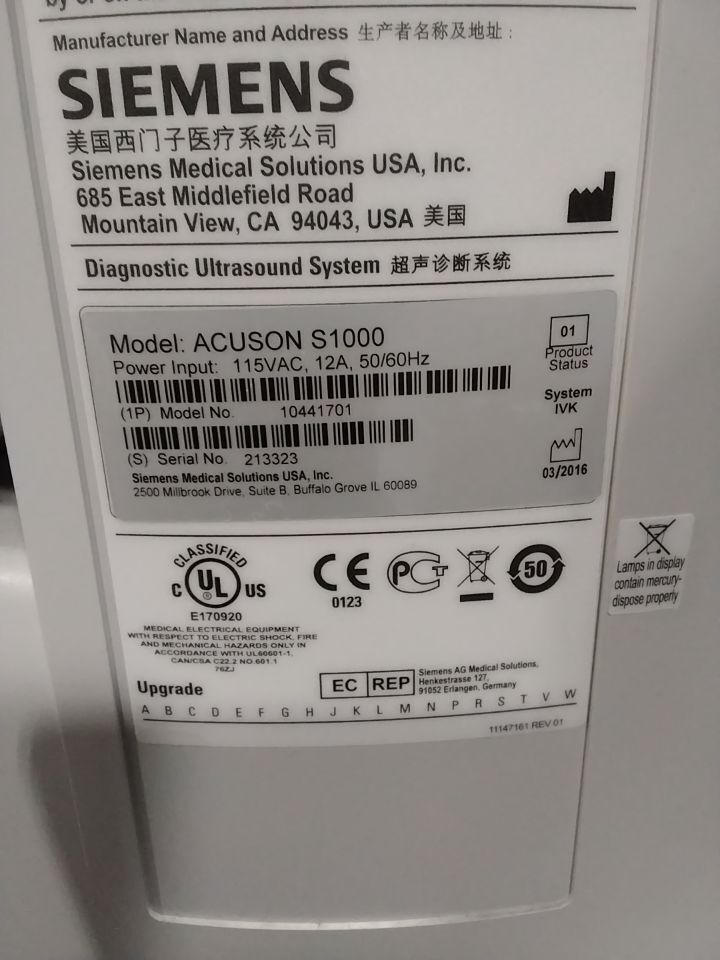 Manufacturer Name and Address 生产者名称及地址：
SIEMENS
美国西门子医疗系统公司
Siemens Medical Solutions USA, Inc.
685 East Middlefield Road
Mountain View, CA 94043, USA 美国
Diagnostic Ultrasound System 超声诊断系统
Model: ACUSON S1000
Power Input: 115VAC, 12A, 50/60Hz
(1P) Model No. 10441701
(S) Serial No. 213323
Siemens Medical Solutions USA, Inc.
2500 Millbrook Drive, Suite B, Buffalo Grove IL 60089
01
Product
Status
System
IVK
03/2016
CLASSIFIED
C UL US
®
E170920
MEDICAL ELECTRICAL EQUIPMENT
WITH RESPECT TO ELECTRIC SHOCK, FIRE
AND MECHANICAL HAZARDS ONLY IN
ACCORDANCE WITH UL60601-1,
CAN/CSA C22.2 NO.601.1
76ZJ
CE
0123
PCT
50
Lamps in display
contain mercury-
dispose properly
EC REP
Siemens AG Medical Solutions,
Henkestrasse 127,
91052 Erlangen, Germany
Upgrade
A B C D E F G H J K L M N P R S T V W
11147161 REV 01